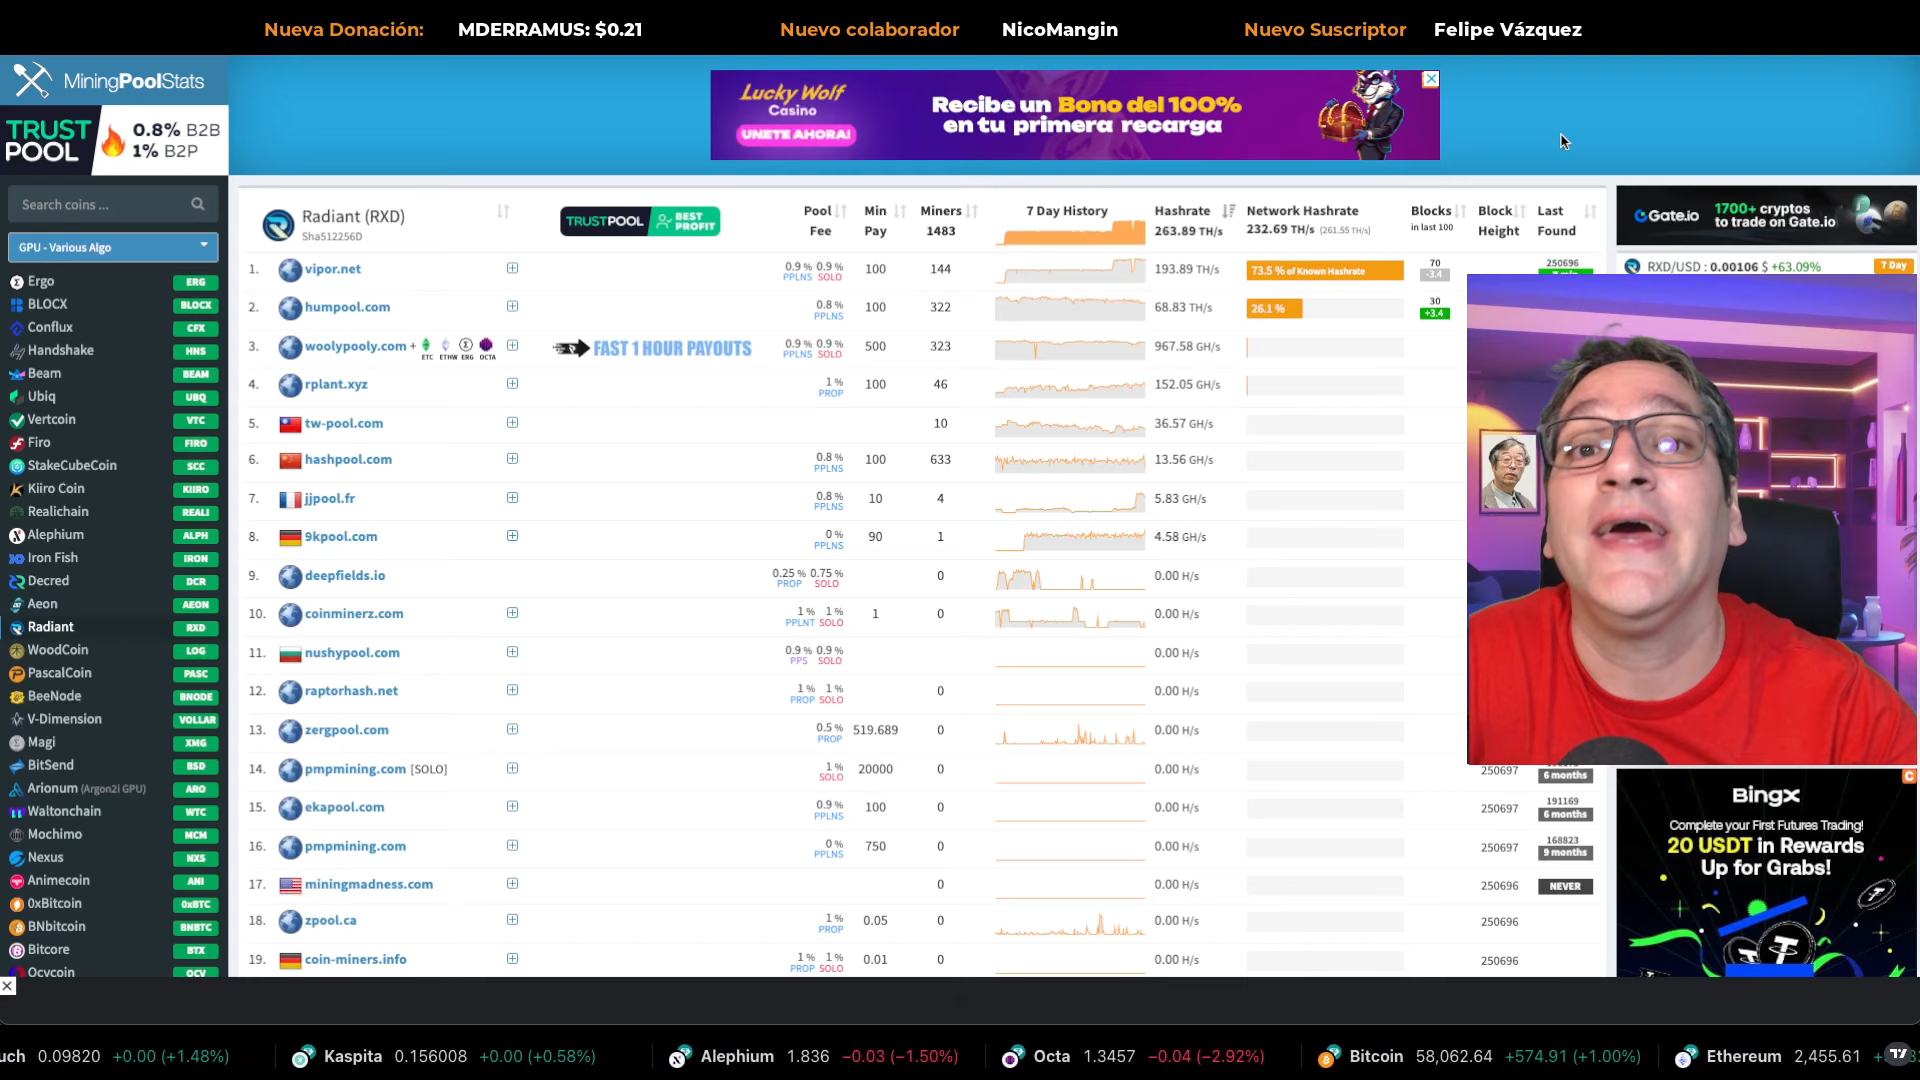 Nueva Donación: MDERRAMUS: $0.21 Nuevo colaborador NicoMangin Nuevo Suscriptor Felipe Vázquez
MiningPoolStats
TRUST POOL 0.8% B2B 1% B2P
Lucky Wolf Casino UNETE AHORA! Recibe un Bono del 100% en tu primera recarga
Search coins ...
GPU - Various Algo
Ergo ERG
BLOCX BLOCX
Conflux CFX
Handshake HNS
Beam BEAM
Ubiq UBQ
Vertcoin VTC
Firo FIRO
StakeCubeCoin SCC
Kiiro Coin KIIRO
Realichain REALI
Alephium ALPH
Iron Fish IRON
Decred DCR
Aeon AEON
Radiant RXD
WoodCoin LOG
PascalCoin PASC
BeeNode BNODE
V-Dimension VOLLAR
Magi XMG
BitSend BSD
Arionum (Argon2i GPU) ARO
Waltonchain WTC
Mochimo MCM
Nexus NXS
Animecoin ANI
0xBitcoin 0xBTC
BNbitcoin BNBTC
Bitcore BTX
Ocvcoin OCV
Radiant (RXD) Sha512256D TRUSTPOOL BEST PROFIT
Pool Fee Min Pay Miners 1483 7 Day History Hashrate 263.89 TH/s Network Hashrate 232.69 TH/s (261.55 TH/s) Blocks in last 100 Block Height Last Found
1. vipor.net 0.9 % PPLNS 0.9 % SOLO 100 144 193.89 TH/s 73.5 % of Known Hashrate 70 -3.4 250696
2. humpool.com 0.8 % PPLNS 100 322 68.83 TH/s 26.1 % 30 +3.4
3. woolypooly.com + ETC ETHW ERG OCTA FAST 1 HOUR PAYOUTS 0.9 % PPLNS 0.9 % SOLO 500 323 967.58 GH/s
4. rplant.xyz 1 % PROP 100 46 152.05 GH/s
5. tw-pool.com 10 36.57 GH/s
6. hashpool.com 0.8 % PPLNS 100 633 13.56 GH/s
7. jjpool.fr 0.8 % PPLNS 10 4 5.83 GH/s
8. 9kpool.com 0 % PPLNS 90 1 4.58 GH/s
9. deepfields.io 0.25 % PROP 0.75 % SOLO 0 0.00 H/s
10. coinminerz.com 1 % PPLNT 1 % SOLO 1 0 0.00 H/s
11. nushypool.com 0.9 % PPS 0.9 % SOLO 0.00 H/s
12. raptorhash.net 1 % PROP 1 % SOLO 0 0.00 H/s
13. zergpool.com 0.5 % PROP 519.689 0 0.00 H/s
14. pmpmining.com [SOLO] 1 % SOLO 20000 0 0.00 H/s 250697 6 months
15. ekapool.com 0.9 % PPLNS 100 0 0.00 H/s 250697 191169 6 months
16. pmpmining.com 0 % PPLNS 750 0 0.00 H/s 250697 168823 9 months
17. miningmadness.com 0 0.00 H/s 250696 NEVER
18. zpool.ca 1 % PROP 0.05 0 0.00 H/s 250696
19. coin-miners.info 1 % PROP 1 % SOLO 0.01 0 0.00 H/s 250696
Gate.io 1700+ cryptos to trade on Gate.io
RXD/USD : 0.00106 $ +63.09% 7 Day
BingX
Complete your First Futures Trading!
20 USDT in Rewards
Up for Grabs!
uch 0.09820 +0.00 (+1.48%) Kaspita 0.156008 +0.00 (+0.58%) Alephium 1.836 −0.03 (−1.50%) Octa 1.3457 −0.04 (−2.92%) Bitcoin 58,062.64 +574.91 (+1.00%) Ethereum 2,455.61